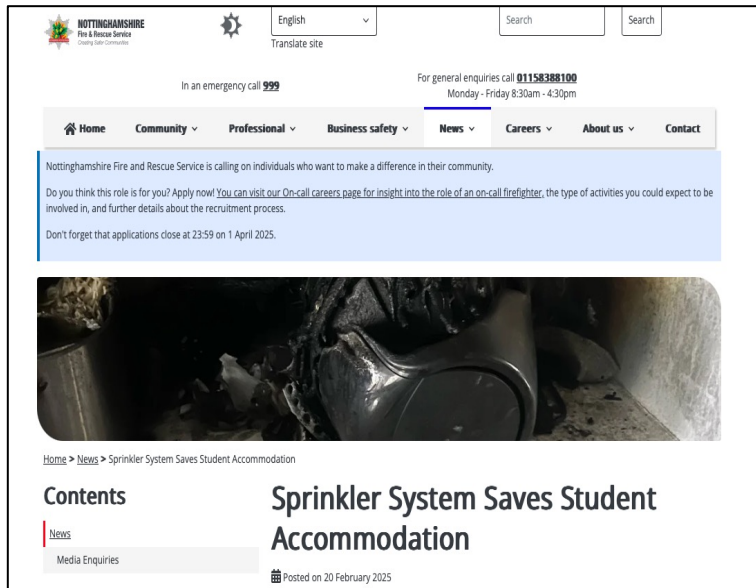 NOTTINGHAMSHIRE
Fire & Rescue Service
Creating Safer Communities
English
Translate site
Search
Search
In an emergency call 999
For general enquiries call 01158388100
Monday - Friday 8:30am - 4:30pm
Home Community Professional Business safety News Careers About us Contact
Nottinghamshire Fire and Rescue Service is calling on individuals who want to make a difference in their community.
Do you think this role is for you? Apply now! You can visit our On-call careers page for insight into the role of an on-call firefighter, the type of activities you could expect to be
involved in, and further details about the recruitment process.
Don't forget that applications close at 23:59 on 1 April 2025.
Home > News > Sprinkler System Saves Student Accommodation
Contents
News
Media Enquiries
Sprinkler System Saves Student
Accommodation
Posted on 20 February 2025